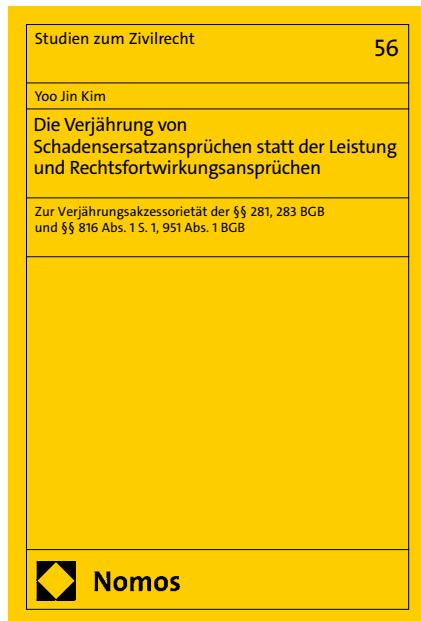 Studien zum Zivilrecht
56
Yoo Jin Kim
Die Verjährung von
Schadensersatzansprüchen statt der Leistung
und Rechtsfortwirkungsansprüchen
Zur Verjährungsakzessorietät der §§ 281, 283 BGB
und §§ 816 Abs. 1 S. 1, 951 Abs. 1 BGB
Nomos